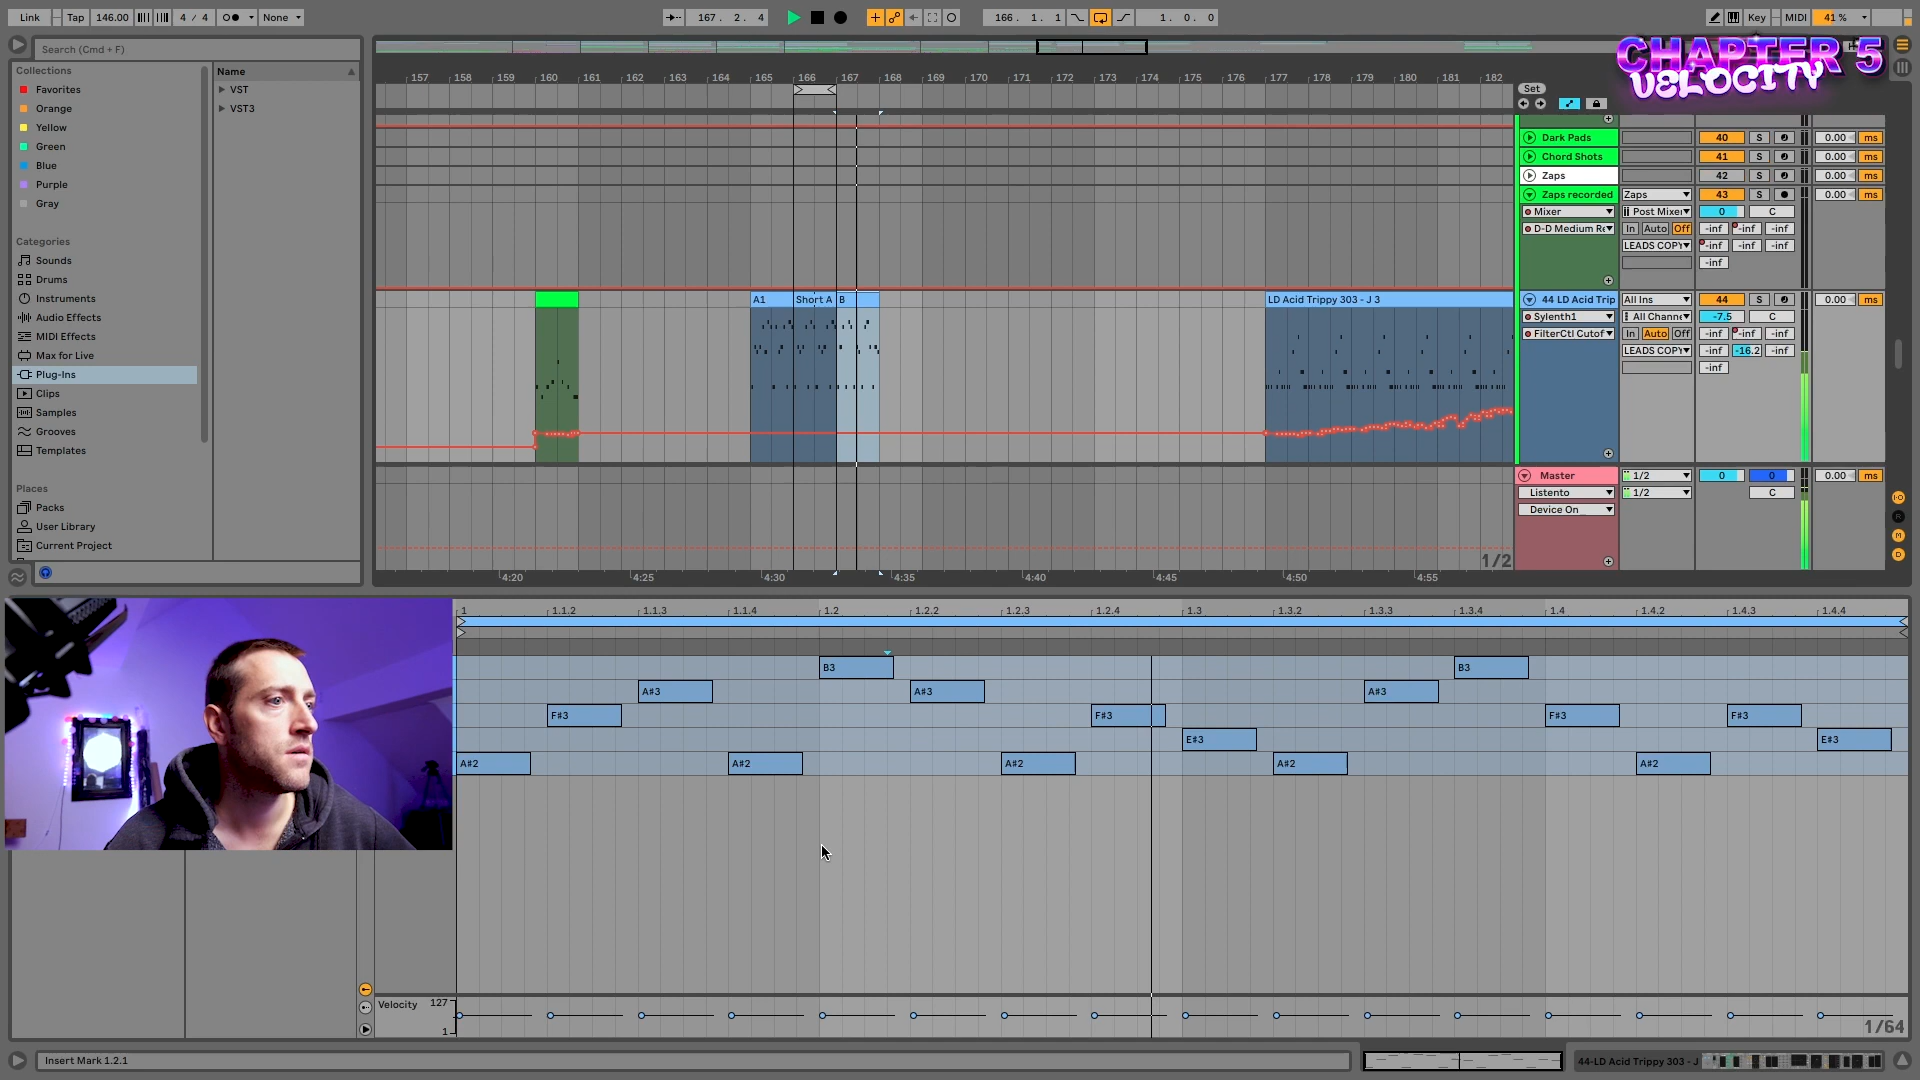 Link Tap 146.00 4 / 4 None 167. 2. 4 166. 1. 1 1. 0. 0 Key MIDI 41 %
CHAPTER 5
VELOCITY
Search (Cmd + F)
Collections
Favorites
Orange
Yellow
Green
Blue
Purple
Gray
Categories
Sounds
Drums
Instruments
Audio Effects
MIDI Effects
Max for Live
Plug-Ins
Clips
Samples
Grooves
Templates
Places
Packs
User Library
Current Project
Name
VST
VST3
157 158 159 160 161 162 163 164 165 166 167 168 169 170 171 172 173 174 175 176 177 178 179 180 181 182
Set
Dark Pads 40 S 0.00 ms
Chord Shots 41 S 0.00 ms
Zaps 42 S 0.00 ms
Zaps recorded Zaps 43 S 0.00 ms
Mixer Post Mixer 0 C
D-D Medium Re In Auto Off -inf -inf -inf
LEADS COPY -inf -inf -inf
-inf
A1 Short A B LD Acid Trippy 303 - J 3
44 LD Acid Trip All Ins 44 S 0.00 ms
Sylenth1 All Channe -7.5 C
FilterCtl Cutof In Auto Off -inf -inf -inf
LEADS COPY -inf -16.2 -inf
-inf
Master 1/2 0 0 0.00 ms
Listento 1/2 C
Device On
1/2
4:20 4:25 4:30 4:35 4:40 4:45 4:50 4:55
1 1.1.2 1.1.3 1.1.4 1.2 1.2.2 1.2.3 1.2.4 1.3 1.3.2 1.3.3 1.3.4 1.4 1.4.2 1.4.3 1.4.4
B3 B3
A#3 A#3 A#3
F#3 F#3 F#3 F#3
E#3 E#3
A#2 A#2 A#2 A#2 A#2
Velocity 127
1
1/64
Insert Mark 1.2.1
44-LD Acid Trippy 303 - J